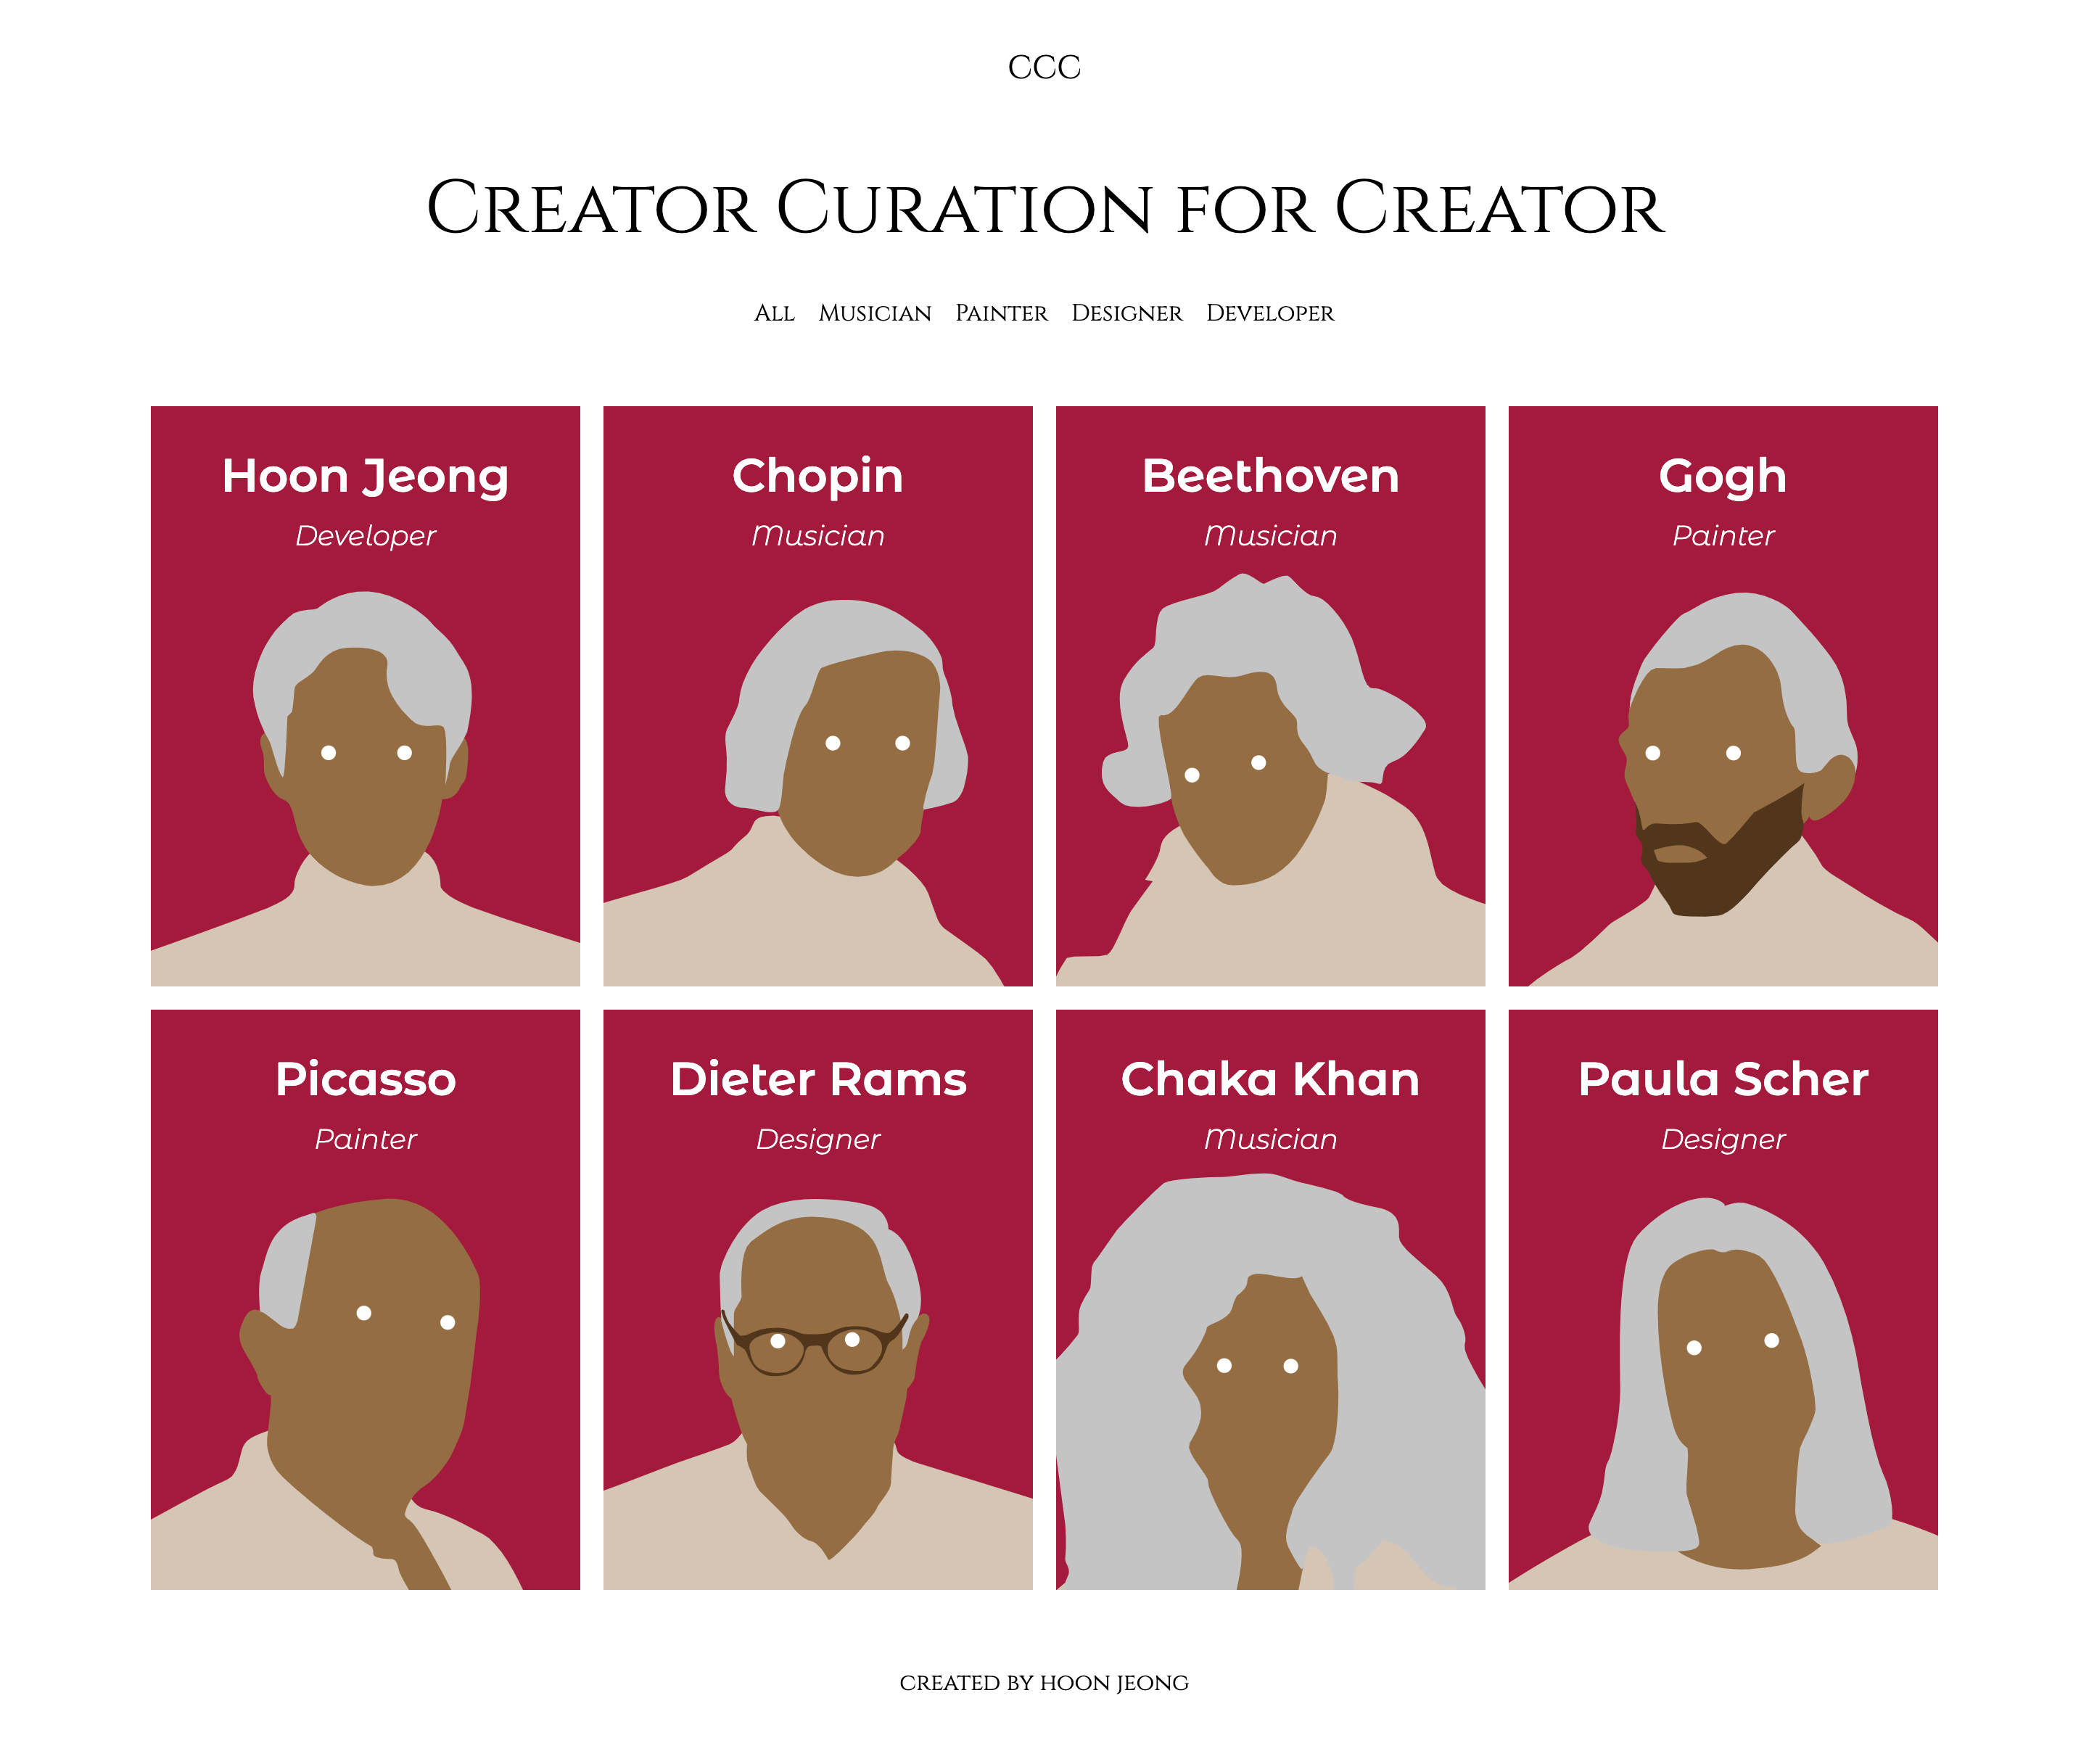 CCC
Creator Curation for Creator
All Musician Painter Designer Developer
Hoon Jeong
Developer
Chopin
Musician
Beethoven
Musician
Gogh
Painter
Picasso
Painter
Dieter Rams
Designer
Chaka Khan
Musician
Paula Scher
Designer
CREATED BY HOON JEONG